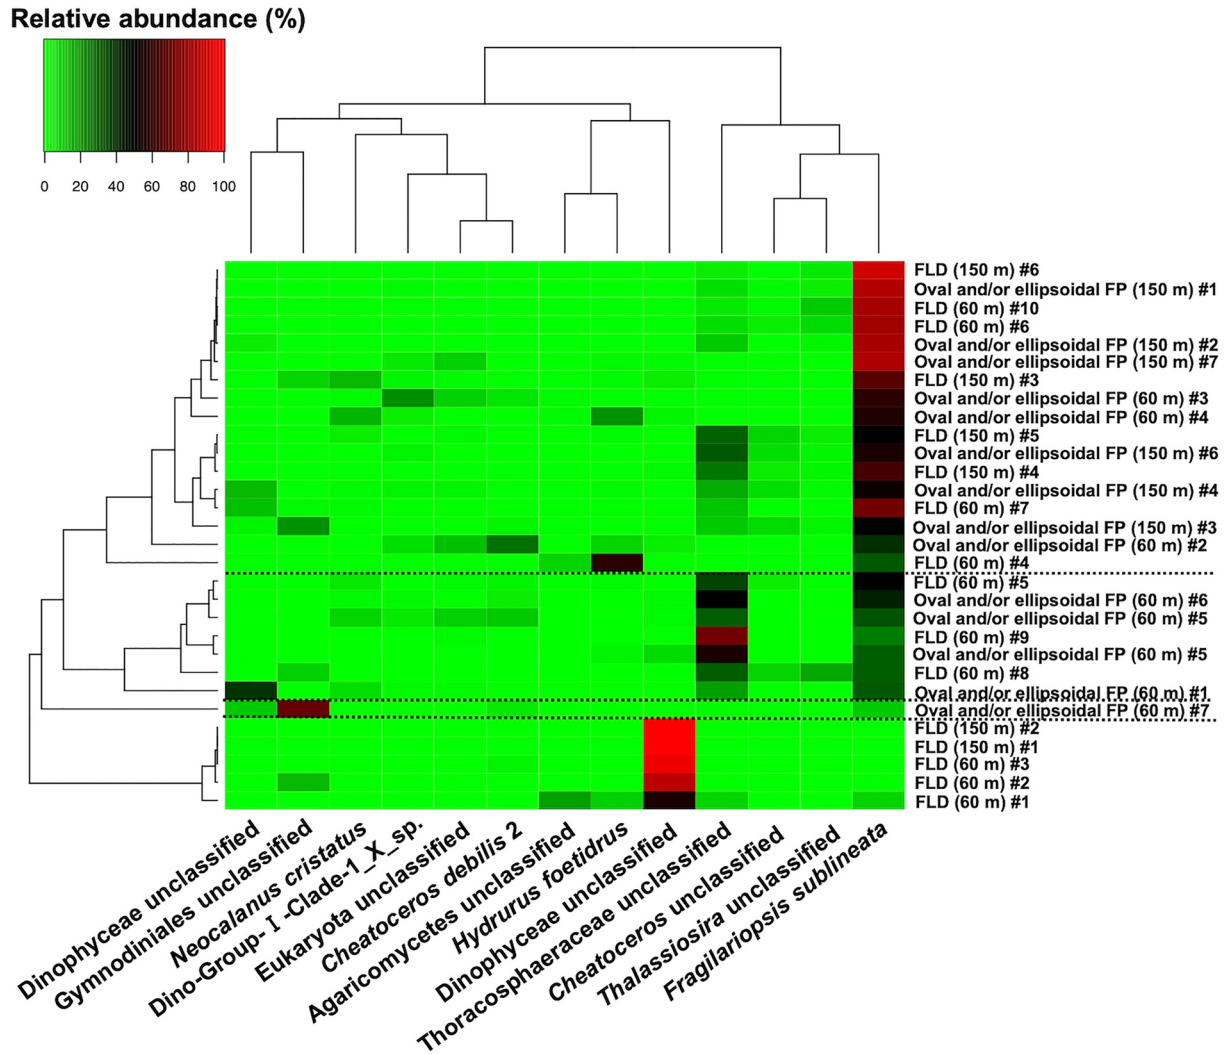 Relative abundance (%)
0 20 40 60 80 100
FLD (150 m) #6
Oval and/or ellipsoidal FP (150 m) #1
FLD (60 m) #10
FLD (60 m) #6
Oval and/or ellipsoidal FP (150 m) #2
Oval and/or ellipsoidal FP (150 m) #7
FLD (150 m) #3
Oval and/or ellipsoidal FP (60 m) #3
Oval and/or ellipsoidal FP (60 m) #4
FLD (150 m) #5
Oval and/or ellipsoidal FP (150 m) #6
FLD (150 m) #4
Oval and/or ellipsoidal FP (150 m) #4
FLD (60 m) #7
Oval and/or ellipsoidal FP (150 m) #3
Oval and/or ellipsoidal FP (60 m) #2
FLD (60 m) #4
FLD (60 m) #5
Oval and/or ellipsoidal FP (60 m) #6
Oval and/or ellipsoidal FP (60 m) #5
FLD (60 m) #9
Oval and/or ellipsoidal FP (60 m) #5
FLD (60 m) #8
Oval and/or ellipsoidal FP (60 m) #1
Oval and/or ellipsoidal FP (60 m) #7
FLD (150 m) #2
FLD (150 m) #1
FLD (60 m) #3
FLD (60 m) #2
FLD (60 m) #1
Dinophyceae unclassified
Gymnodiniales unclassified
Neocalanus cristatus
Dino-Group-Ⅰ-Clade-1_X_sp.
Eukaryota unclassified
Cheatoceros debilis 2
Agaricomycetes unclassified
Hydrurus foetidrus
Dinophyceae unclassified
Thoracosphaeraceae unclassified
Cheatoceros unclassified
Thalassiosira unclassified
Fragilariopsis sublineata